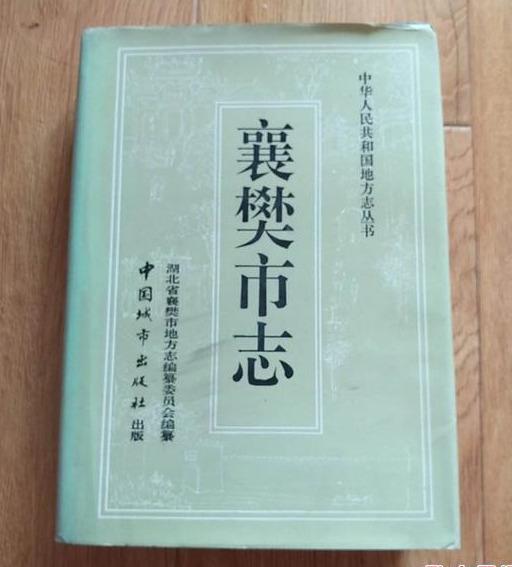 中华人民共和国地方志丛书
襄樊市志
湖北省襄樊市地方志编纂委员会编纂
中国城市出版社 出版